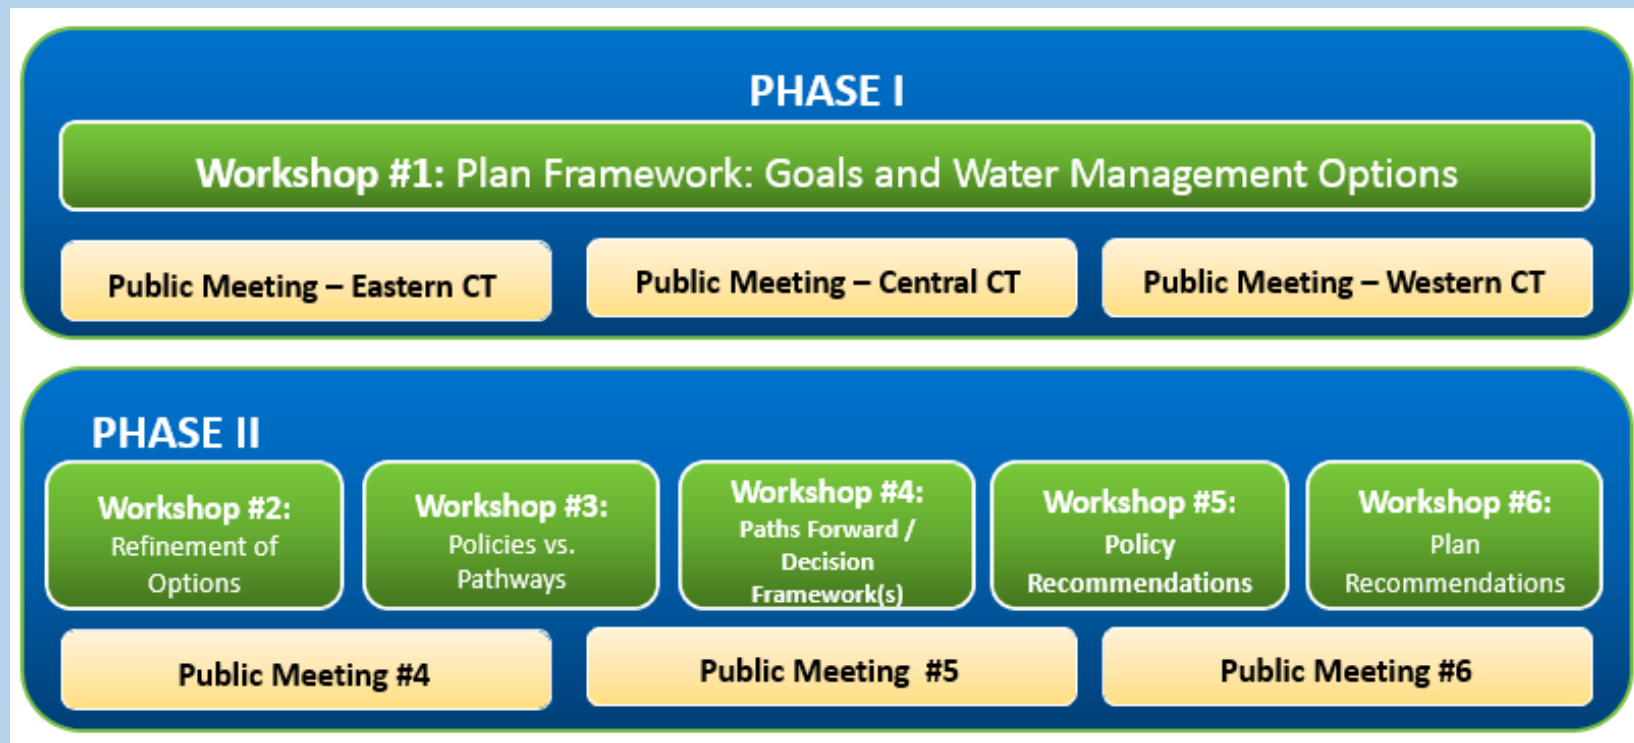 PHASE I
Workshop #1: Plan Framework: Goals and Water Management Options
Public Meeting – Eastern CT
Public Meeting – Central CT
Public Meeting – Western CT
PHASE II
Workshop #2:
Refinement of
Options
Workshop #3:
Policies vs.
Pathways
Workshop #4:
Paths Forward /
Decision
Framework(s)
Workshop #5:
Policy
Recommendations
Workshop #6:
Plan
Recommendations
Public Meeting #4
Public Meeting  #5
Public Meeting #6